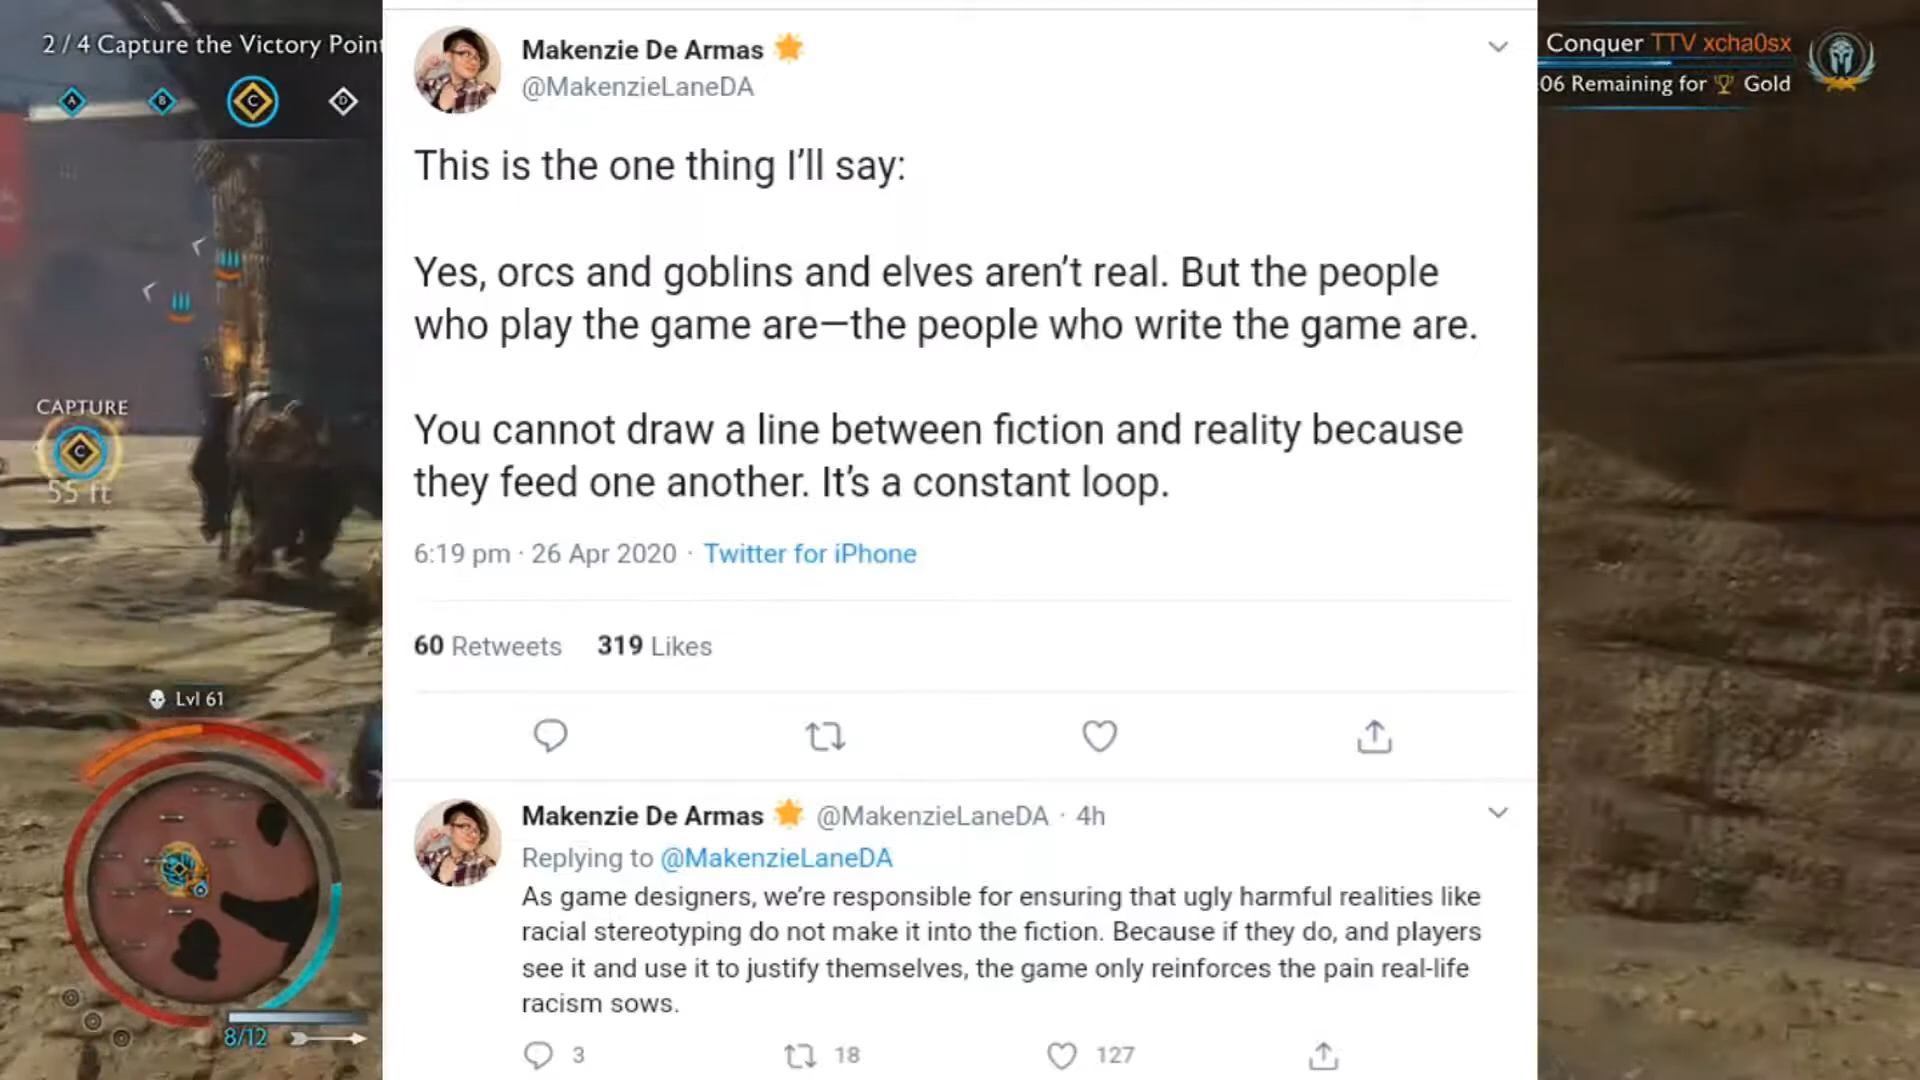 2 / 4 Capture the Victory Point
A
B
C
D
CAPTURE
C
55 ft
Lvl 61
8/12
Makenzie De Armas
@MakenzieLaneDA
This is the one thing I’ll say:
Yes, orcs and goblins and elves aren’t real. But the people
who play the game are—the people who write the game are.
You cannot draw a line between fiction and reality because
they feed one another. It’s a constant loop.
6:19 pm · 26 Apr 2020 · Twitter for iPhone
60 Retweets 319 Likes
Makenzie De Armas @MakenzieLaneDA · 4h
Replying to @MakenzieLaneDA
As game designers, we’re responsible for ensuring that ugly harmful realities like
racial stereotyping do not make it into the fiction. Because if they do, and players
see it and use it to justify themselves, the game only reinforces the pain real-life
racism sows.
3 18 127
Conquer TTV xcha0sx
:06 Remaining for Gold